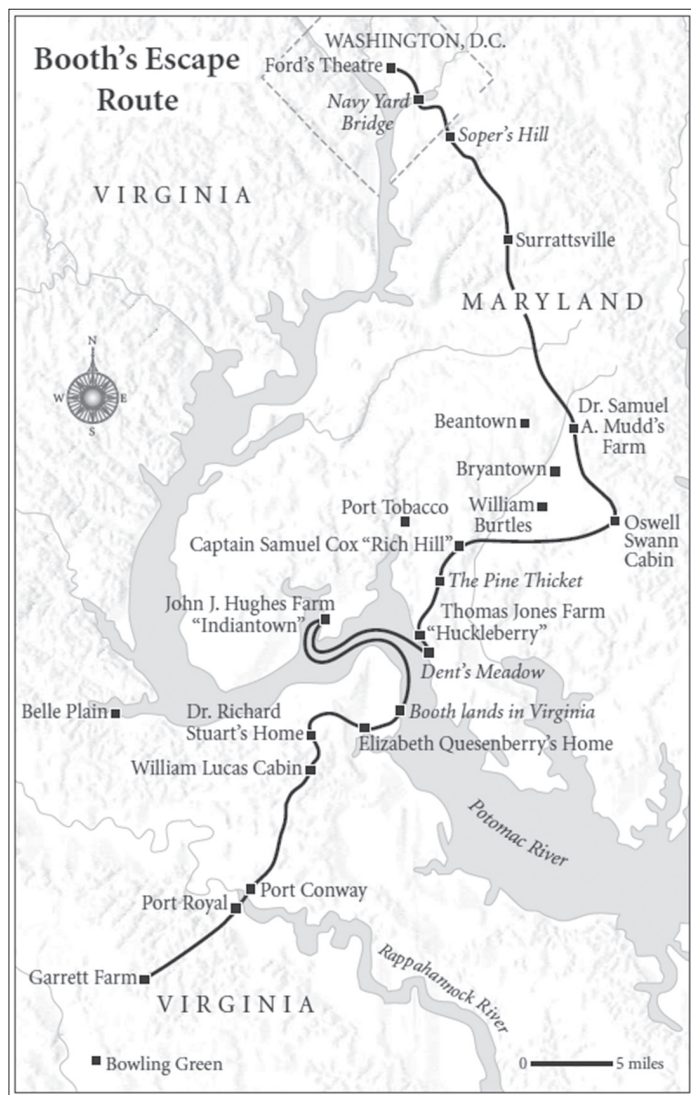 Booth's Escape
Route
WASHINGTON, D.C.
Ford's Theatre
Navy Yard
Bridge
Soper's Hill
VIRGINIA
Surrattsville
MARYLAND
N
W
E
S
Dr. Samuel
A. Mudd's
Farm
Beantown
Bryantown
William
Burtles
Port Tobacco
Oswell
Swann
Cabin
Captain Samuel Cox “Rich Hill”
The Pine Thicket
John J. Hughes Farm
“Indiantown”
Thomas Jones Farm
“Huckleberry”
Dent's Meadow
Belle Plain
Dr. Richard
Stuart's Home
Booth lands in Virginia
Elizabeth Quesenberry's Home
William Lucas Cabin
Potomac River
Port Conway
Port Royal
Rappahannock River
Garrett Farm
VIRGINIA
Bowling Green
0 5 miles